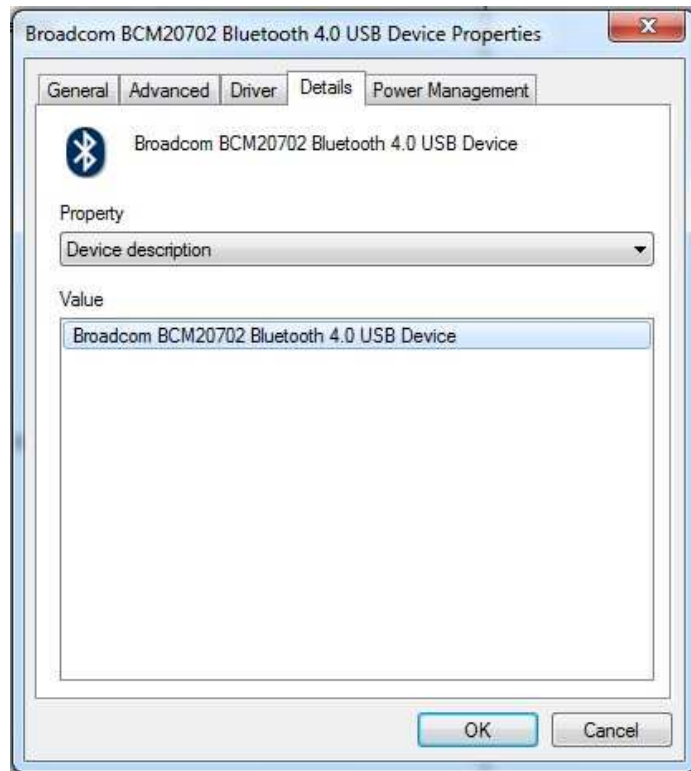 Broadcom BCM20702 Bluetooth 4.0 USB Device Properties
General Advanced Driver Details Power Management
Broadcom BCM20702 Bluetooth 4.0 USB Device
Property
Device description
Value
Broadcom BCM20702 Bluetooth 4.0 USB Device
OK Cancel